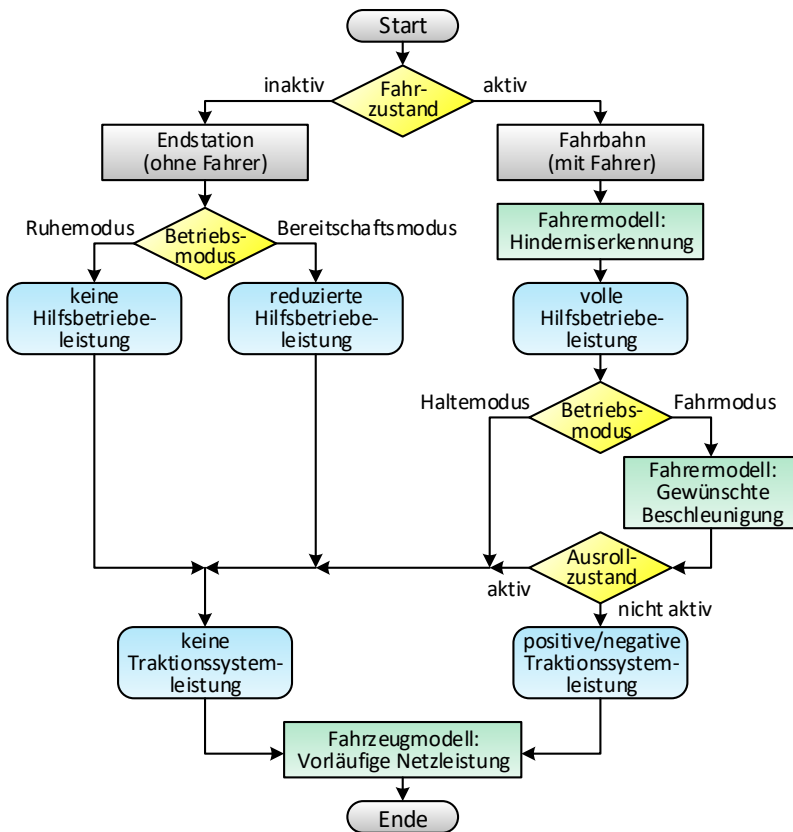 Start
inaktiv
Fahr-
zustand
aktiv
Endstation
(ohne Fahrer)
Fahrbahn
(mit Fahrer)
Ruhemodus
Betriebs-
modus
Bereitschaftsmodus
Fahrermodell:
Hinderniserkennung
keine
Hilfsbetriebe-
leistung
reduzierte
Hilfsbetriebe-
leistung
volle
Hilfsbetriebe-
leistung
Haltemodus
Betriebs-
modus
Fahrmodus
Fahrermodell:
Gewünschte
Beschleunigung
Ausroll-
zustand
aktiv
nicht aktiv
keine
Traktionssystem-
leistung
positive/negative
Traktionssystem-
leistung
Fahrzeugmodell:
Vorläufige Netzleistung
Ende